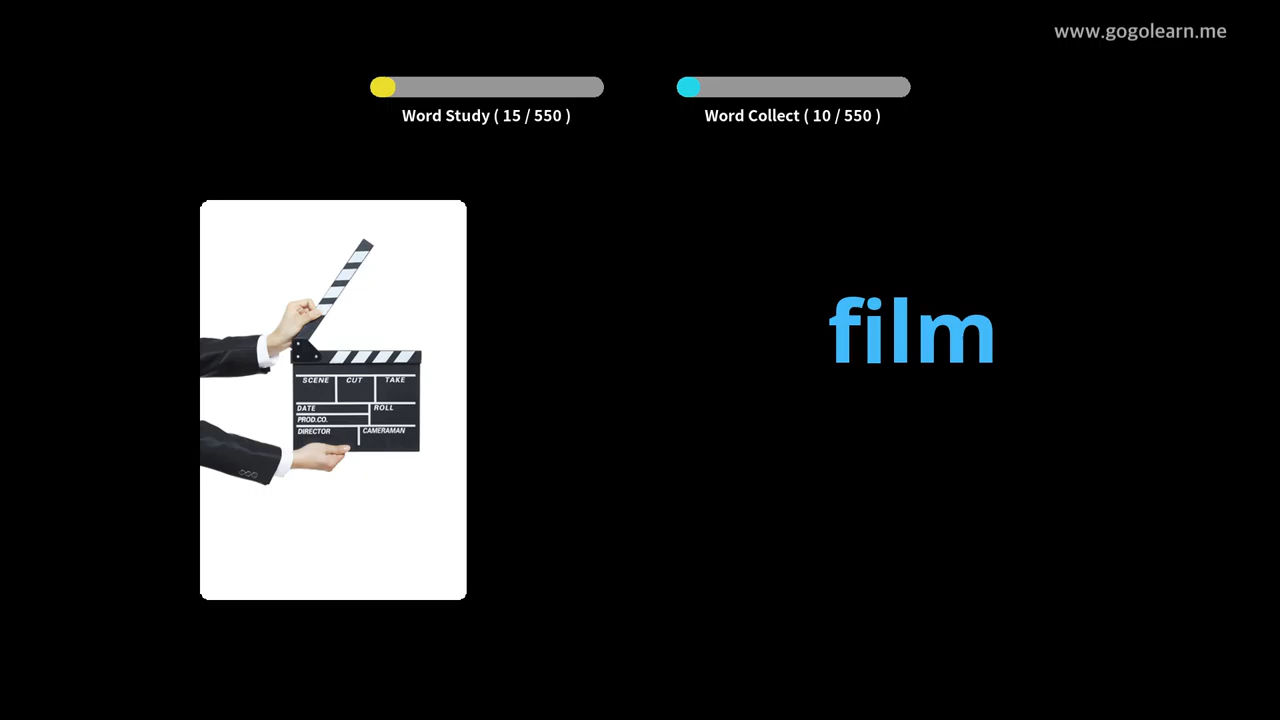 www.gogolearn.me
Word Study ( 15 / 550 )
Word Collect ( 10 / 550 )
film
SCENE CUT TAKE
DATE ROLL
PROD.CO.
DIRECTOR CAMERAMAN